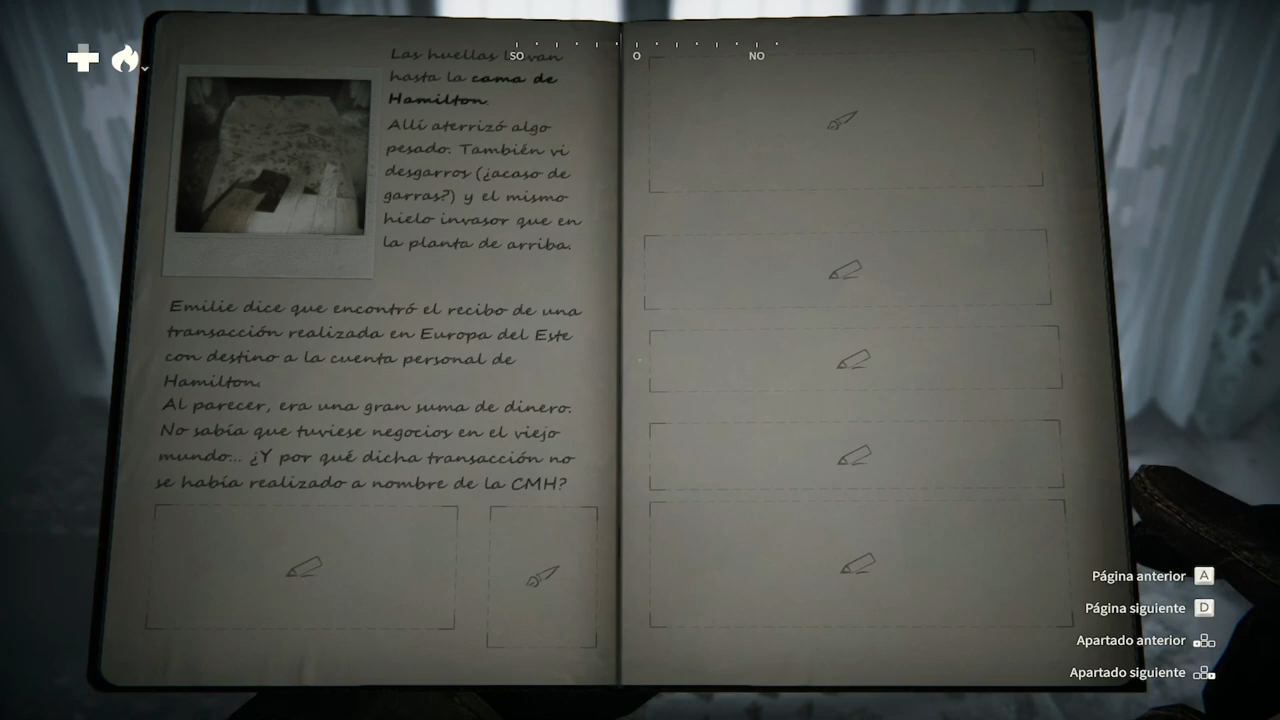 SO
O
NO
Las huellas van
hasta la cama de
Hamilton.
Allí aterrizó algo
pesado. También vi
desgarros (¿acaso de
garras?) y el mismo
hielo invasor que en
la planta de arriba.
Emilie dice que encontró el recibo de una
transacción realizada en Europa del Este
con destino a la cuenta personal de
Hamilton.
Al parecer, era una gran suma de dinero.
No sabía que tuviese negocios en el viejo
mundo... ¿Y por qué dicha transacción no
se había realizado a nombre de la CMH?
Página anterior A
Página siguiente D
Apartado anterior
Apartado siguiente